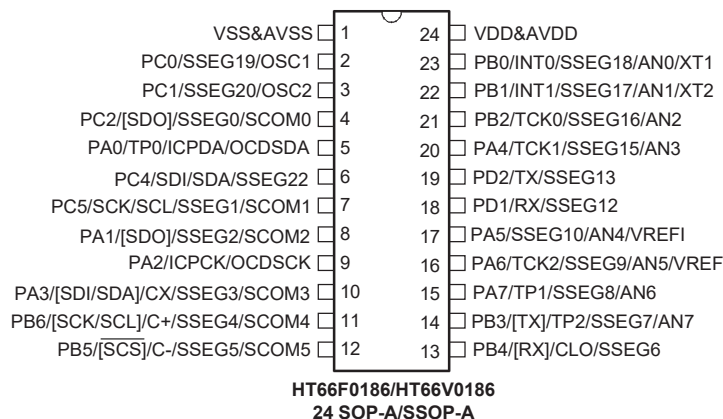 VSS&AVSS 1 24 VDD&AVDD
PC0/SSEG19/OSC1 2 23 PB0/INT0/SSEG18/AN0/XT1
PC1/SSEG20/OSC2 3 22 PB1/INT1/SSEG17/AN1/XT2
PC2/[SDO]/SSEG0/SCOM0 4 21 PB2/TCK0/SSEG16/AN2
PA0/TP0/ICPDA/OCDSDA 5 20 PA4/TCK1/SSEG15/AN3
PC4/SDI/SDA/SSEG22 6 19 PD2/TX/SSEG13
PC5/SCK/SCL/SSEG1/SCOM1 7 18 PD1/RX/SSEG12
PA1/[SDO]/SSEG2/SCOM2 8 17 PA5/SSEG10/AN4/VREFI
PA2/ICPCK/OCDSCK 9 16 PA6/TCK2/SSEG9/AN5/VREF
PA3/[SDI/SDA]/CX/SSEG3/SCOM3 10 15 PA7/TP1/SSEG8/AN6
PB6/[SCK/SCL]/C+/SSEG4/SCOM4 11 14 PB3/[TX]/TP2/SSEG7/AN7
PB5/[SCS]/C-/SSEG5/SCOM5 12 13 PB4/[RX]/CLO/SSEG6
HT66F0186/HT66V0186
24 SOP-A/SSOP-A